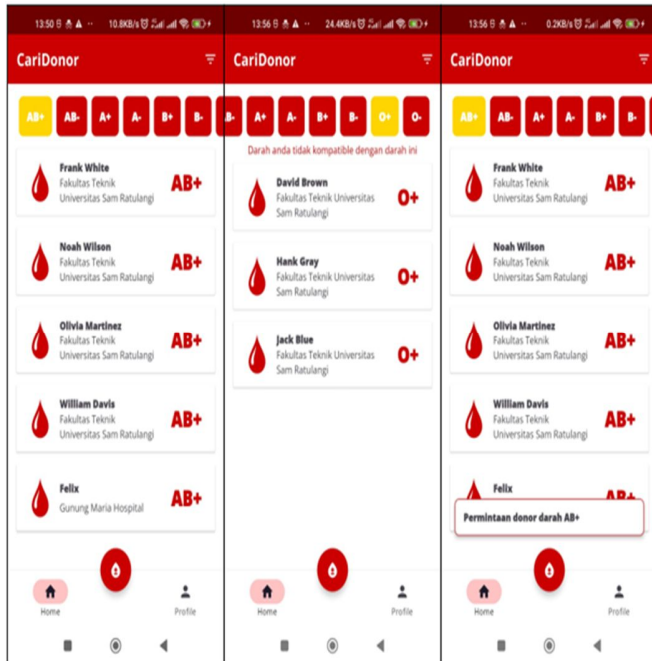 13:50
10.8KB/s
CariDonor
AB+ AB- A+ A- B+ B-
Frank White
Fakultas Teknik
Universitas Sam Ratulangi
AB+
Noah Wilson
Fakultas Teknik
Universitas Sam Ratulangi
AB+
Olivia Martinez
Fakultas Teknik
Universitas Sam Ratulangi
AB+
William Davis
Fakultas Teknik
Universitas Sam Ratulangi
AB+
Felix
Gunung Maria Hospital
AB+
Home
Profile
13:56
24.4KB/s
CariDonor
B- A+ A- B+ B- O+ O-
Darah anda tidak kompatible dengan darah ini
David Brown
Fakultas Teknik Universitas
Sam Ratulangi
O+
Hank Gray
Fakultas Teknik Universitas
Sam Ratulangi
O+
Jack Blue
Fakultas Teknik Universitas
Sam Ratulangi
O+
Home
Profile
13:56
0.2KB/s
CariDonor
AB+ AB- A+ A- B+ B-
Frank White
Fakultas Teknik
Universitas Sam Ratulangi
AB+
Noah Wilson
Fakultas Teknik
Universitas Sam Ratulangi
AB+
Olivia Martinez
Fakultas Teknik
Universitas Sam Ratulangi
AB+
William Davis
Fakultas Teknik
Universitas Sam Ratulangi
AB+
Felix
AB+
Permintaan donor darah AB+
Home
Profile